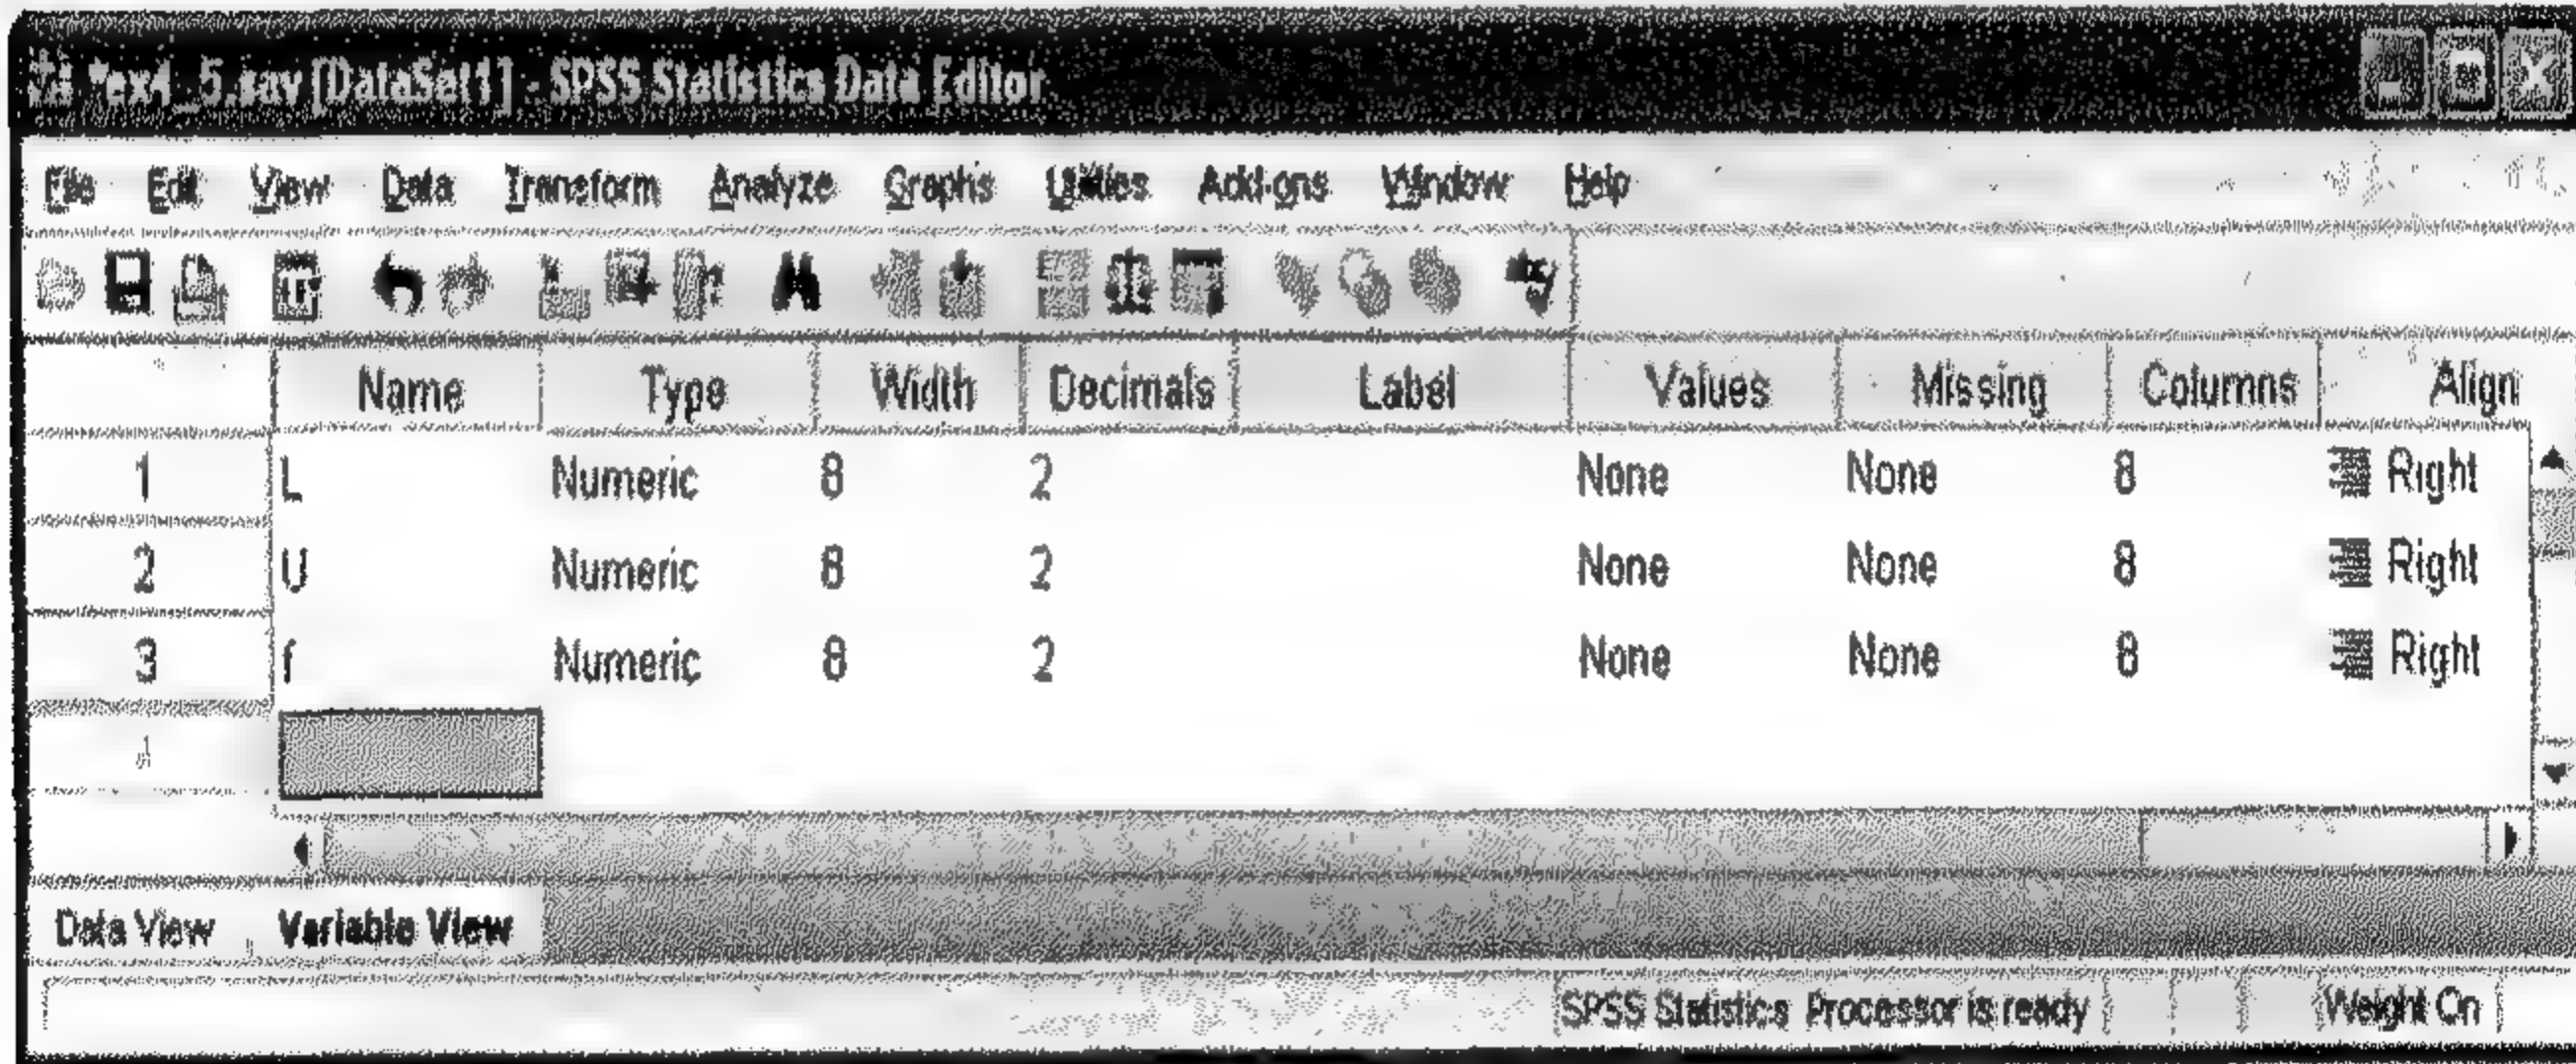 *ex4_5.sav [DataSet1] - SPSS Statistics Data Editor
File Edit View Data Transform Analyze Graphs Utilities Add-ons Window Help
Name Type Width Decimals Label Values Missing Columns Align
1 L Numeric 8 2 None None 8 Right
2 U Numeric 8 2 None None 8 Right
3 f Numeric 8 2 None None 8 Right
4
Data View Variable View
SPSS Statistics Processor is ready Weight On